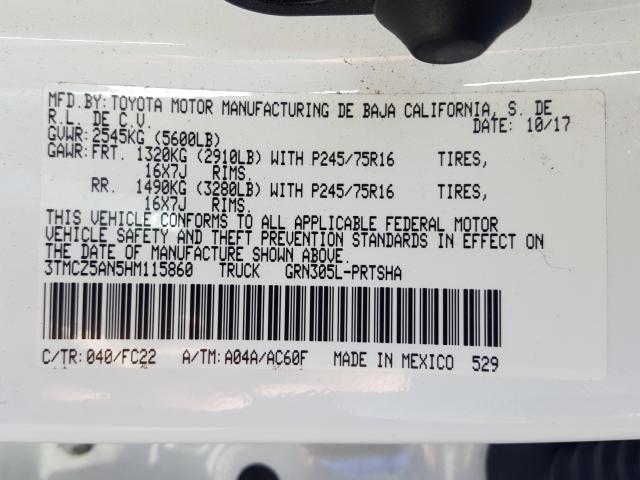 MFD.BY:TOYOTA MOTOR MANUFACTURING DE BAJA CALIFORNIA, S. DE
R.L. DE C.V. DATE: 10/17
GVWR:2545KG (5600LB)
GAWR:FRT. 1320KG (2910LB) WITH P245/75R16 TIRES,
16X7J RIMS.
RR. 1490KG (3280LB) WITH P245/75R16 TIRES,
16X7J RIMS.
THIS VEHICLE CONFORMS TO ALL APPLICABLE FEDERAL MOTOR
VEHICLE SAFETY AND THEFT PREVENTION STANDARDS IN EFFECT ON
THE DATE OF MANUFACTURE SHOWN ABOVE.
3TMCZ5AN5HM115860 TRUCK GRN305L-PRTSHA
C/TR:040/FC22 A/TM:A04A/AC60F MADE IN MEXICO 529